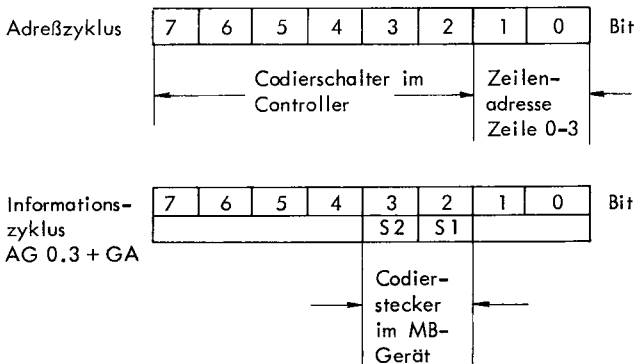 Adreßzyklus 7 6 5 4 3 2 1 0 Bit
Codierschalter im
Controller
Zeilen-
adresse
Zeile 0-3
Informations-
zyklus
AG 0.3 + GA
7 6 5 4 3 2 1 0 Bit
S2 S1
Codier-
stecker
im MB-
Gerät